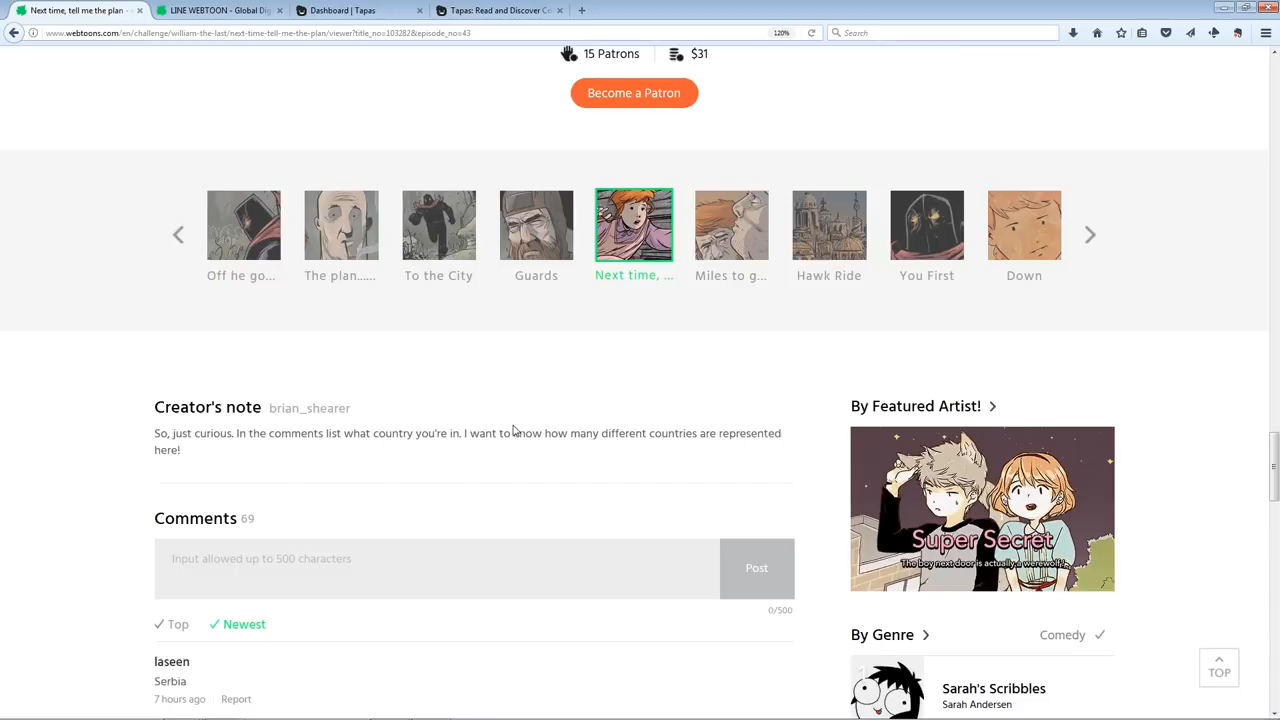 Next time, tell me the plan -
LINE WEBTOON - Global Dig
Dashboard | Tapas
Tapas: Read and Discover Co
www.webtoons.com/en/challenge/william-the-last/next-time-tell-me-the-plan/viewer?title_no=103282&episode_no=43
120%
Search
15 Patrons
$31
Become a Patron
Off he go...
The plan.....
To the City
Guards
Next time, ...
Miles to g...
Hawk Ride
You First
Down
Creator's note brian_shearer
So, just curious. In the comments list what country you're in. I want to know how many different countries are represented
here!
By Featured Artist!
Super Secret
The boy next door is actually a werewolf?
Comments 69
Input allowed up to 500 characters
Post
0/500
Top
Newest
laseen
Serbia
7 hours ago
Report
By Genre
Comedy
1
Sarah's Scribbles
Sarah Andersen
TOP